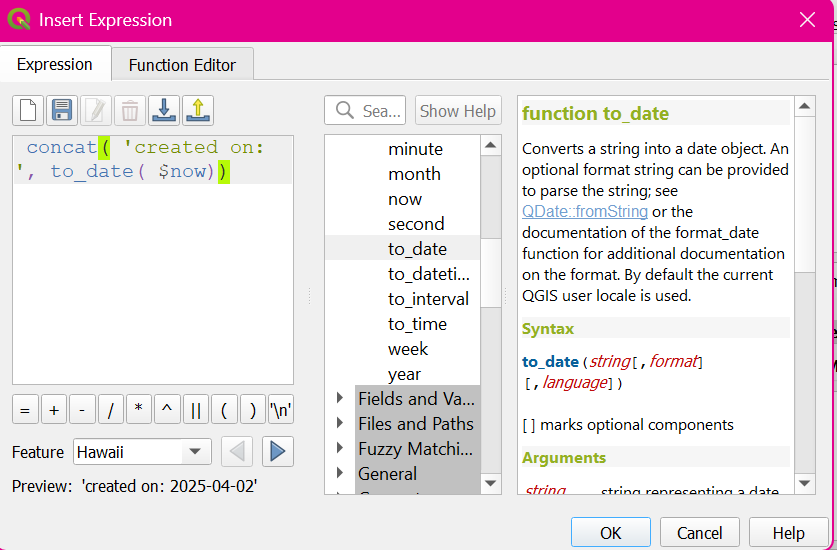 Insert Expression
Expression
Function Editor
concat( 'created on:
', to_date( $now))
= + - / * ^ || ( ) '\n'
Feature Hawaii
Preview: 'created on: 2025-04-02'
Sea...
Show Help
minute
month
now
second
to_date
to_dateti...
to_interval
to_time
week
year
Fields and Va...
Files and Paths
Fuzzy Matchi...
General
function to_date
Converts a string into a date object. An
optional format string can be provided
to parse the string; see
QDate::fromString or the
documentation of the format_date
function for additional documentation
on the format. By default the current
QGIS user locale is used.
Syntax
to_date(string[,format]
[,language])
[ ] marks optional components
Arguments
string string representing a date
OK
Cancel
Help